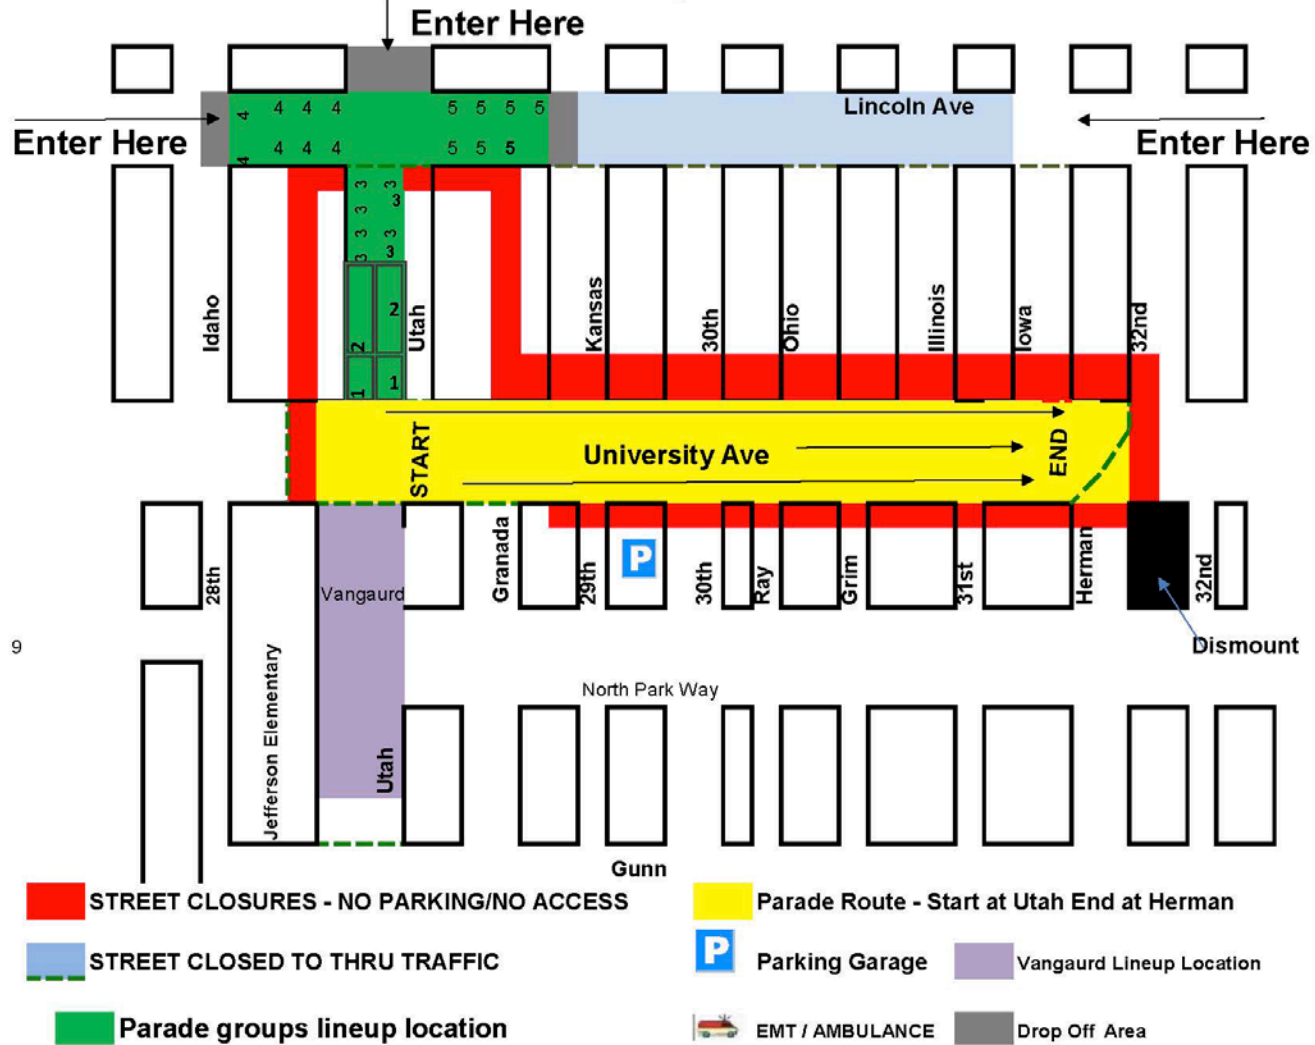 Enter Here
4 4 4 4 5 5 5 5
Lincoln Ave
Enter Here
4 4 4 4 5 5 5
Enter Here
3 3
3 3
3 3
3 3
Idaho
2 2
Utah
Kansas
30th
Ohio
Illinois
Iowa
32nd
1 1
START
University Ave
END
28th
Vangaurd
Granada
29th
P
30th
Ray
Grim
31st
Herman
32nd
9
Dismount
Jefferson Elementary
Utah
North Park Way
Gunn
STREET CLOSURES - NO PARKING/NO ACCESS
Parade Route - Start at Utah End at Herman
STREET CLOSED TO THRU TRAFFIC
P Parking Garage
Vangaurd Lineup Location
Parade groups lineup location
EMT / AMBULANCE
Drop Off Area